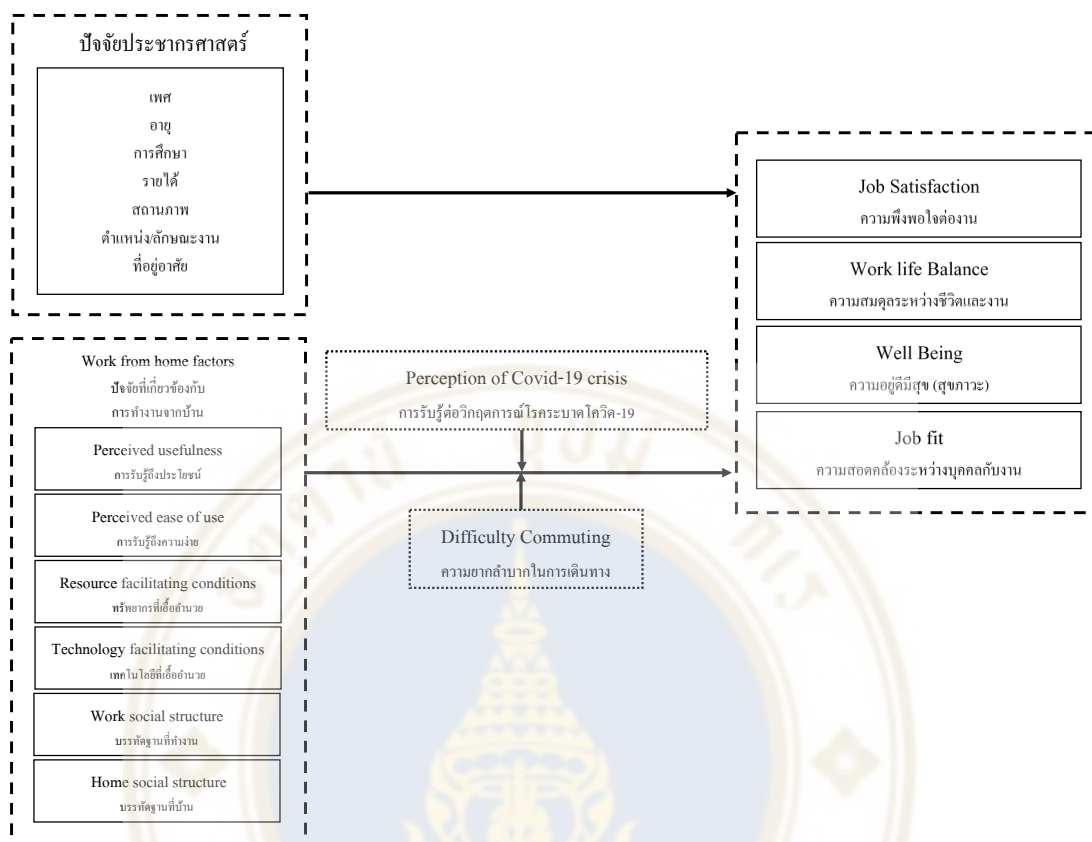 ปัจจัยประชากรศาสตร์
เพศ
อายุ
การศึกษา
รายได้
สถานภาพ
ตำแหน่ง/ลักษณะงาน
ที่อยู่อาศัย
Work from home factors
ปัจจัยที่เกี่ยวข้องกับ
การทำงานจากบ้าน
Perceived usefulness
การรับรู้ถึงประโยชน์
Perceived ease of use
การรับรู้ถึงความง่าย
Resource facilitating conditions
ทรัพยากรที่เอื้ออำนวย
Technology facilitating conditions
เทคโนโลยีที่เอื้ออำนวย
Work social structure
บรรทัดฐานที่ทำงาน
Home social structure
บรรทัดฐานที่บ้าน
Perception of Covid-19 crisis
การรับรู้ต่อวิกฤตการณ์โรคระบาดโควิด-19
Difficulty Commuting
ความยากลำบากในการเดินทาง
Job Satisfaction
ความพึงพอใจต่องาน
Work life Balance
ความสมดุลระหว่างชีวิตและงาน
Well Being
ความอยู่ดีมีสุข (สุขภาวะ)
Job fit
ความสอดคล้องระหว่างบุคคลกับงาน